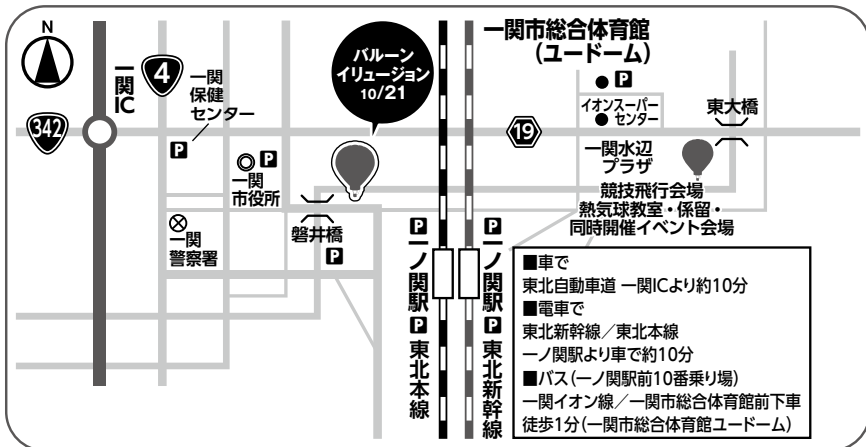 N
一関IC
342
4
一関
保健
センター
P
一関
市役所
P
一関
警察署
磐井橋
P
バルーン
イリュージョン
10/21
一関市総合体育館
(ユードーム)
P
イオンスーパー
センター
19
東大橋
一関水辺
プラザ
競技飛行会場
熱気球教室・係留・
同時開催イベント会場
P
一ノ関駅
P
東北本線
P
一ノ関駅
P
東北新幹線
■車で
東北自動車道 一関ICより約10分
■電車で
東北新幹線/東北本線
一ノ関駅より車で約10分
■バス(一ノ関駅前10番乗り場)
一関イオン線/一関市総合体育館前下車
徒歩1分(一関市総合体育館ユードーム)